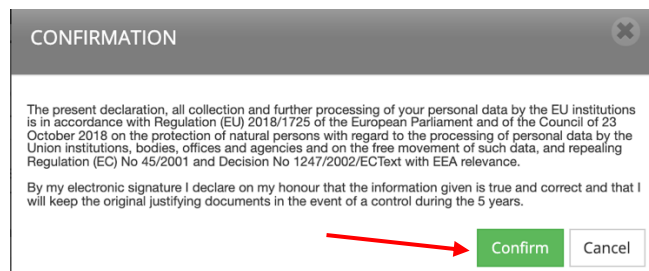 CONFIRMATION
The present declaration, all collection and further processing of your personal data by the EU institutions
is in accordance with Regulation (EU) 2018/1725 of the European Parliament and of the Council of 23
October 2018 on the protection of natural persons with regard to the processing of personal data by the
Union institutions, bodies, offices and agencies and on the free movement of such data, and repealing
Regulation (EC) No 45/2001 and Decision No 1247/2002/ECText with EEA relevance.
By my electronic signature I declare on my honour that the information given is true and correct and that I
will keep the original justifying documents in the event of a control during the 5 years.
Confirm Cancel